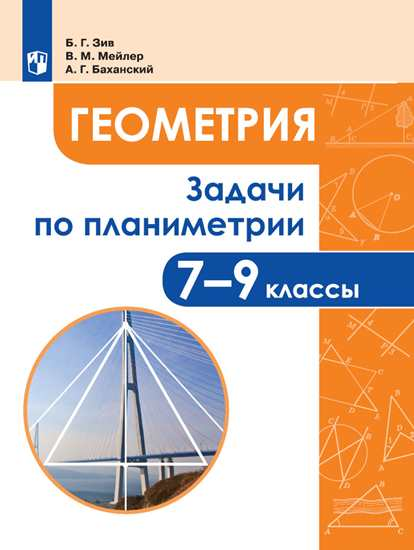 Б. Г. Зив
В. М. Мейлер
А. Г. Баханский
ГЕОМЕТРИЯ
Задачи
по планиметрии
7–9 классы